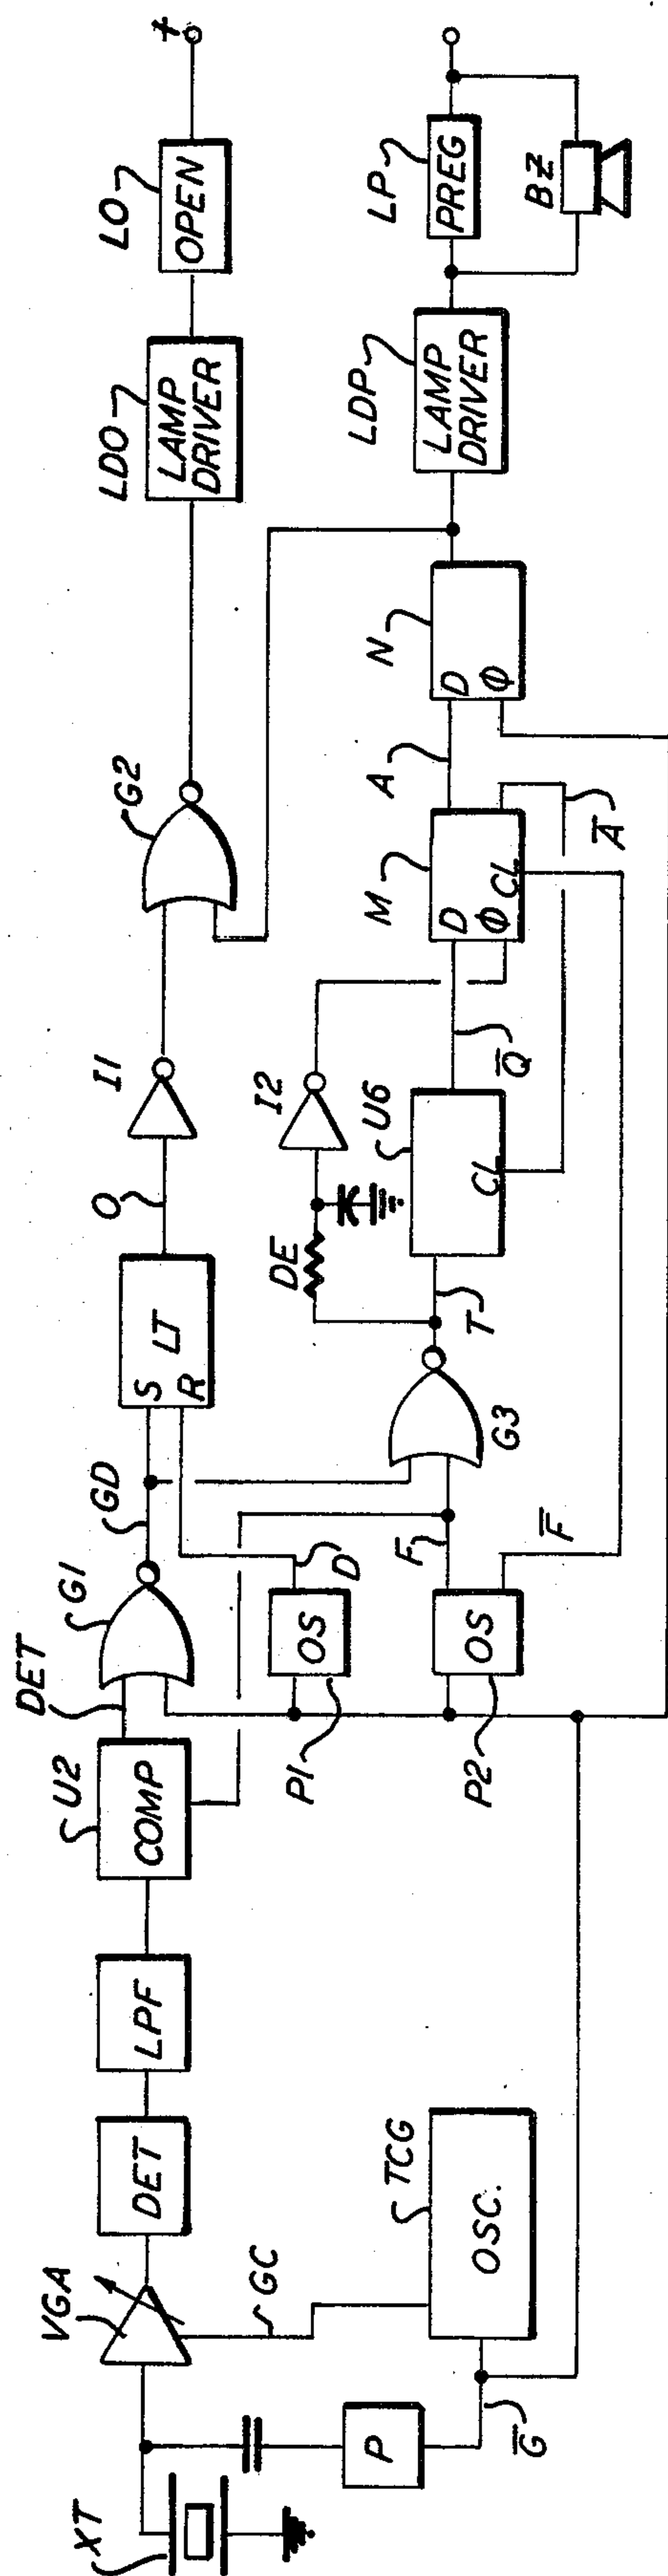 XT
VGA
GC
P
G̅
DET
LPF
TCG
OSC.
U2
COMP
DET
G1
GD
P1
OS
D
P2
OS
F
F̅
S
LT
R
O
I1
G3
T
DE
I2
U6
CL
Q̅
G2
M
D
Φ
CL
A
A̅
N
D
Φ
LDO
LAMP
DRIVER
LO
OPEN
+
LDP
LAMP
DRIVER
LP
PREG
BZ